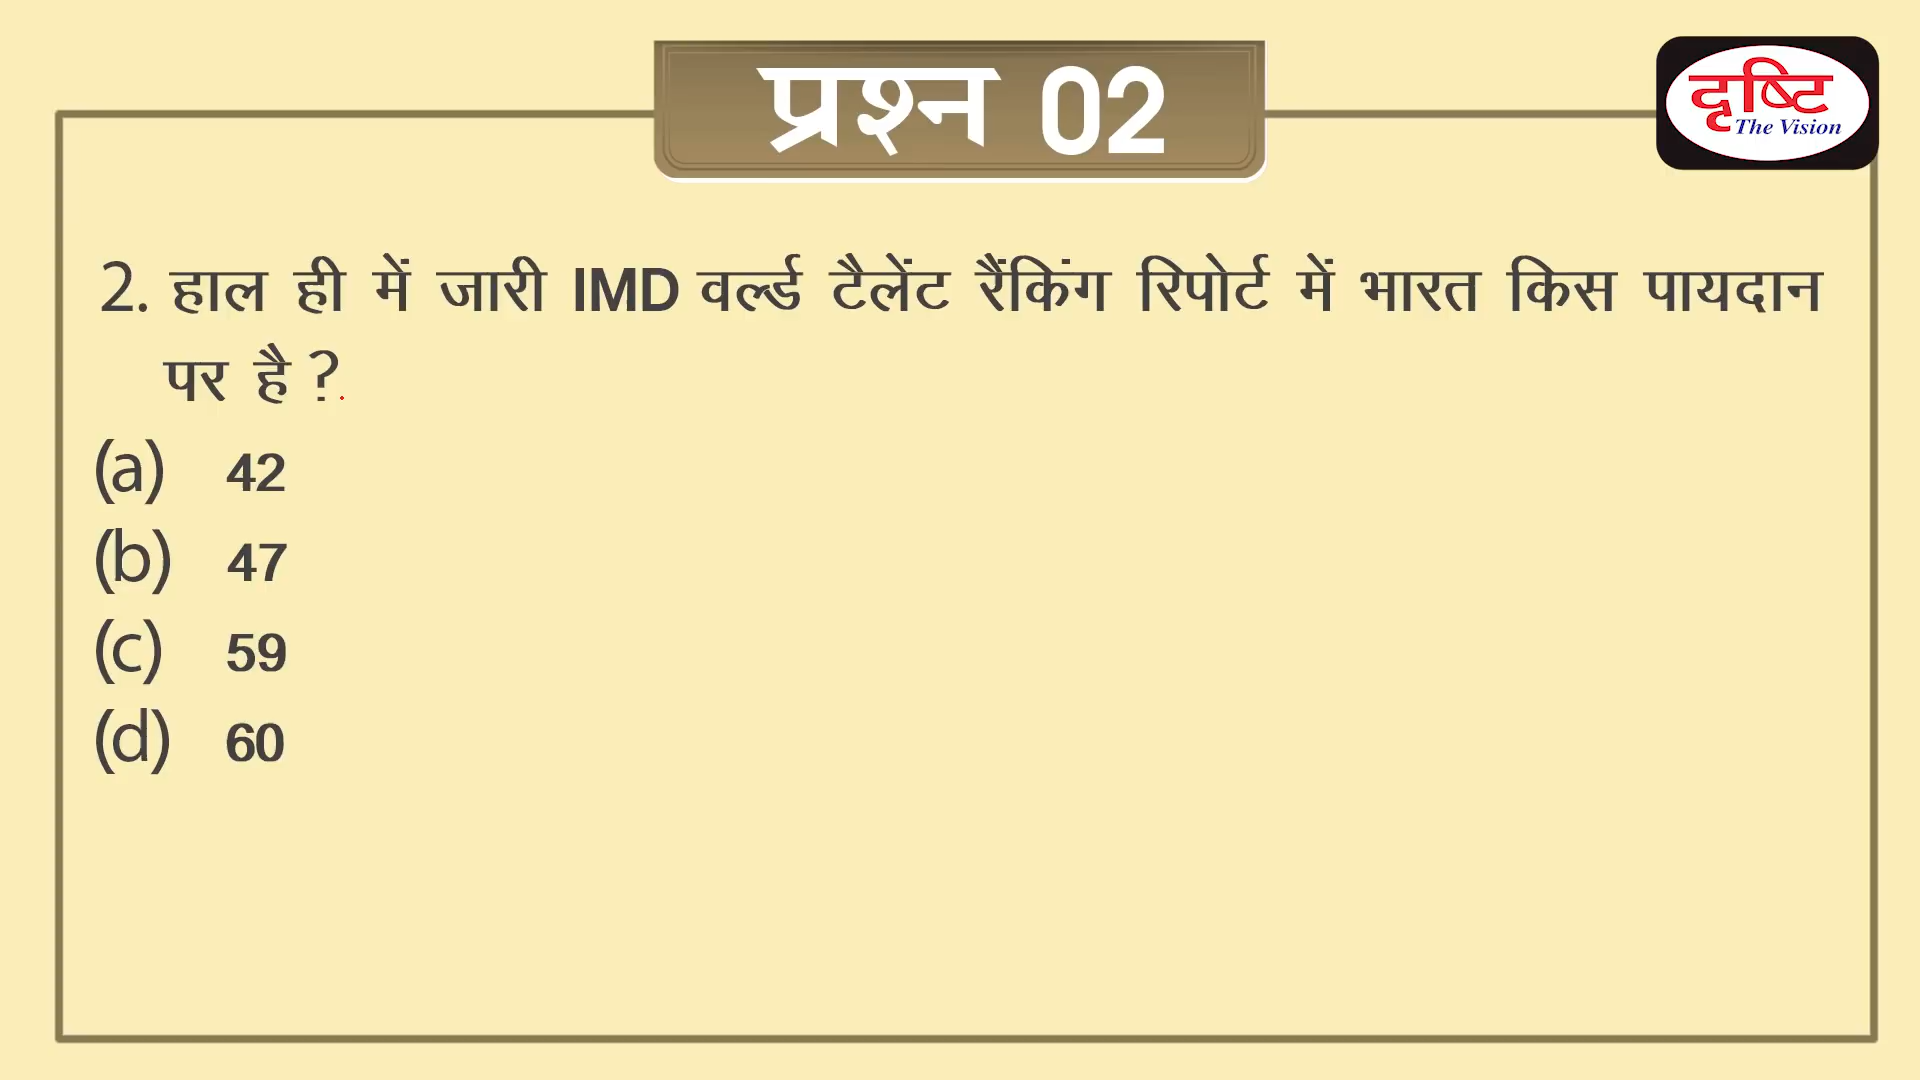 प्रश्न 02
दृष्टि
The Vision
2. हाल ही में जारी IMD वर्ल्ड टैलेंट रैंकिंग रिपोर्ट में भारत किस पायदान
पर है ?
(a) 42
(b) 47
(c) 59
(d) 60